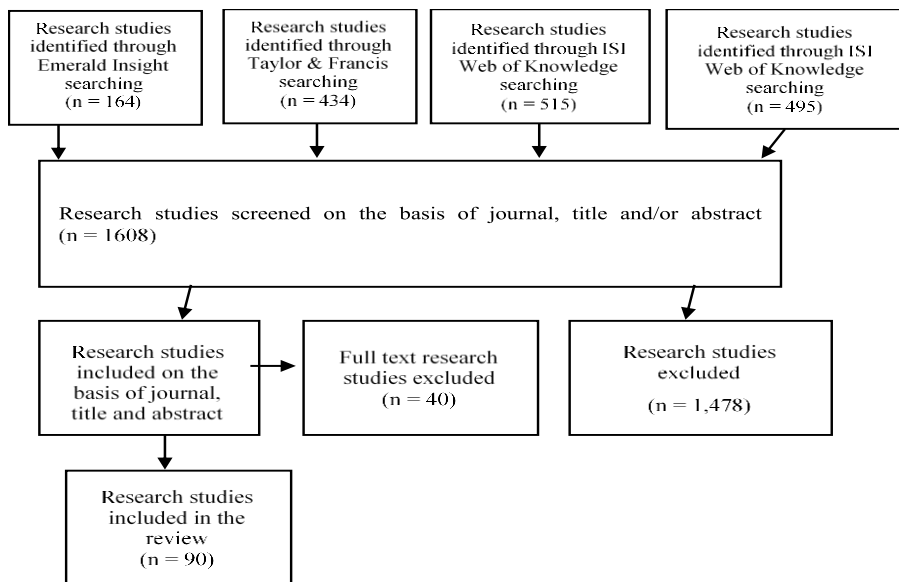 Research studies
identified through
Emerald Insight
searching
(n = 164)
Research studies
identified through
Taylor & Francis
searching
(n = 434)
Research studies
identified through ISI
Web of Knowledge
searching
(n = 515)
Research studies
identified through ISI
Web of Knowledge
searching
(n = 495)
Research studies screened on the basis of journal, title and/or abstract
(n = 1608)
Research studies
included on the
basis of journal,
title and abstract
Full text research
studies excluded
(n = 40)
Research studies
excluded
(n = 1,478)
Research studies
included in the
review
(n = 90)